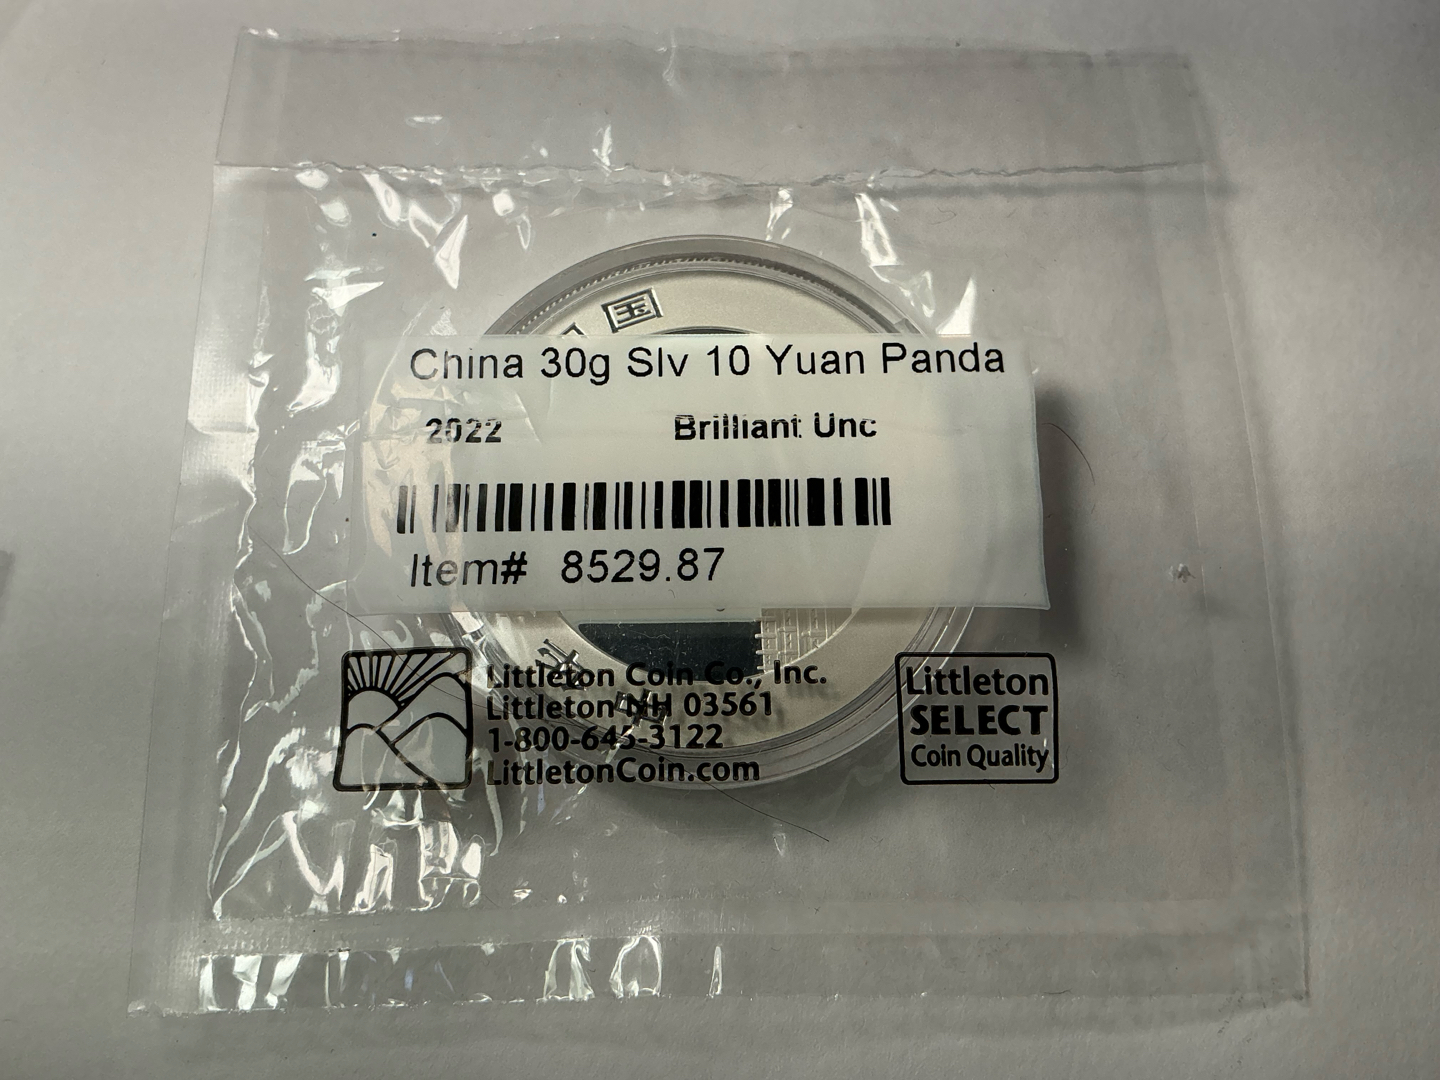 国
China 30g Slv 10 Yuan Panda
2022 Brilliant Unc
Item# 8529.87
Littleton Coin Co., Inc.
Littleton NH 03561
1-800-645-3122
LittletonCoin.com
Littleton
SELECT
Coin Quality